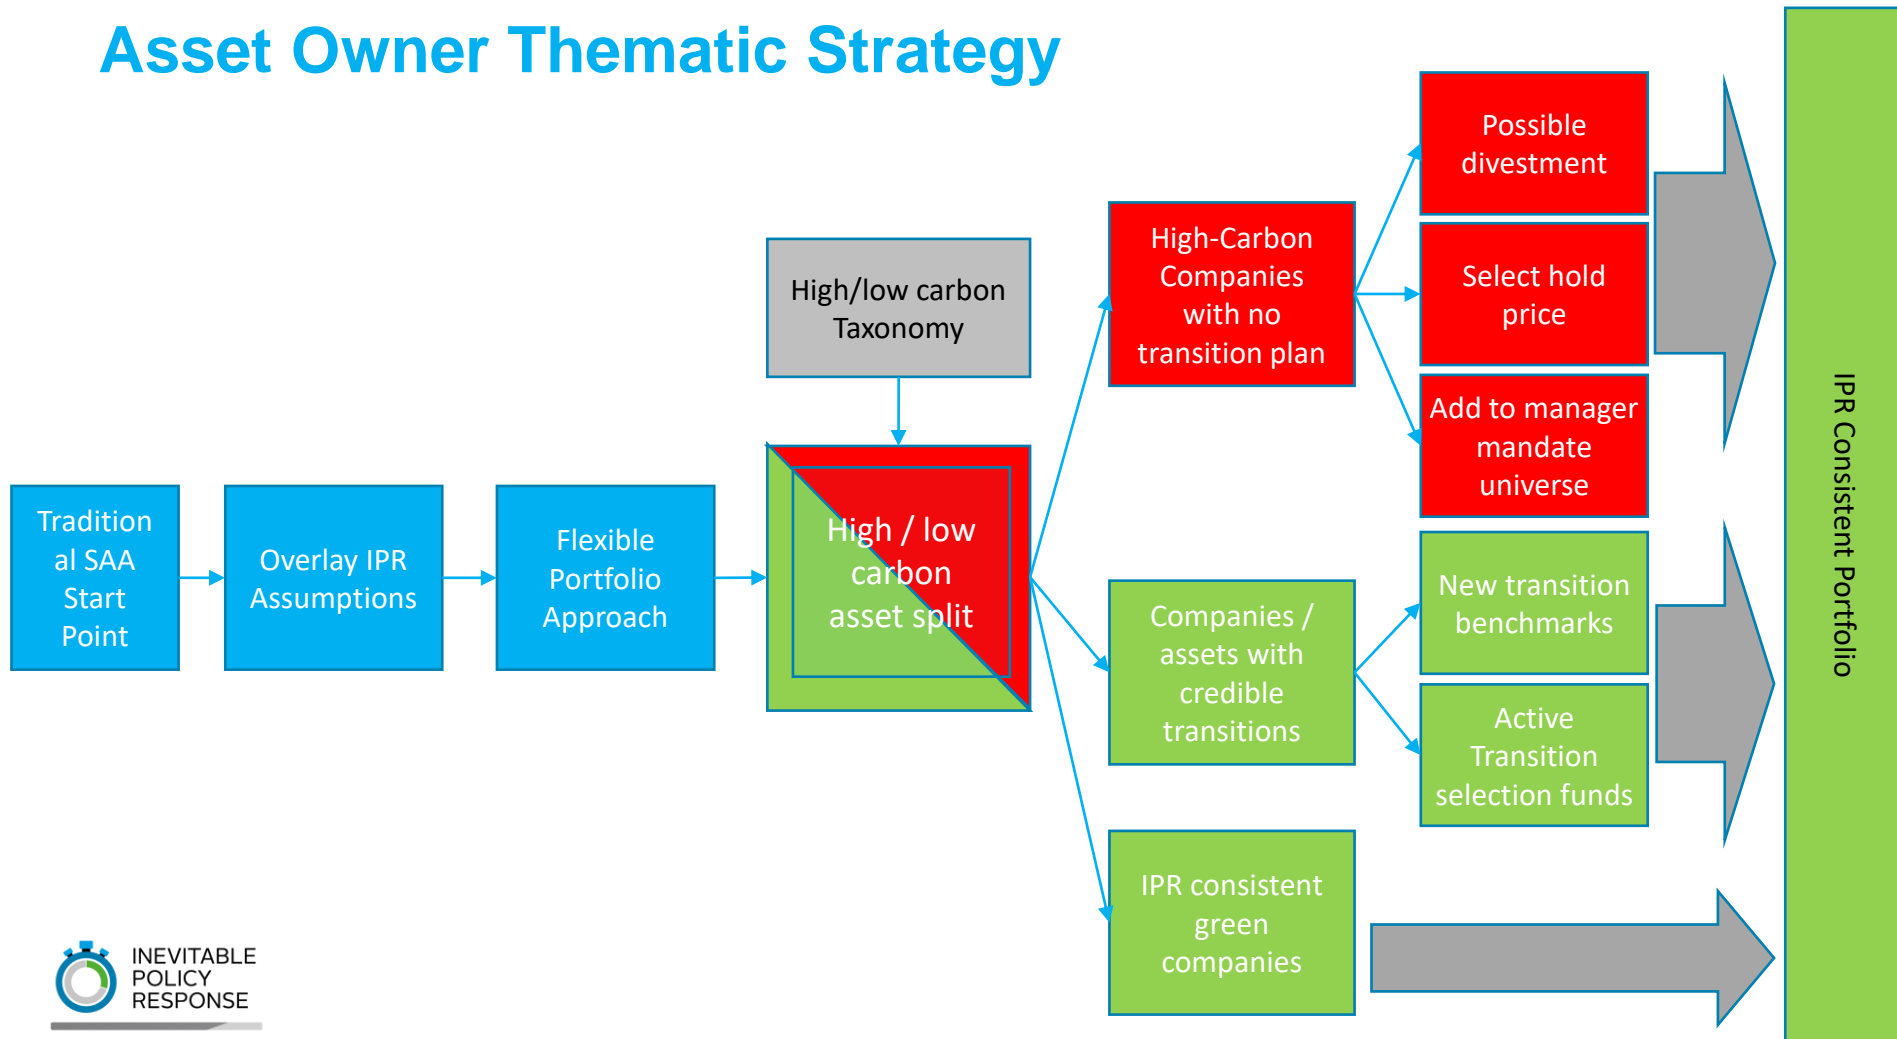 Asset Owner Thematic Strategy
Tradition
al SAA
Start
Point
Overlay IPR
Assumptions
Flexible
Portfolio
Approach
High/low carbon
Taxonomy
High / low
carbon
asset split
High-Carbon
Companies
with no
transition plan
Companies /
assets with
credible
transitions
IPR consistent
green
companies
Possible
divestment
Select hold
price
Add to manager
mandate
universe
New transition
benchmarks
Active
Transition
selection funds
IPR Consistent Portfolio
INEVITABLE
POLICY
RESPONSE